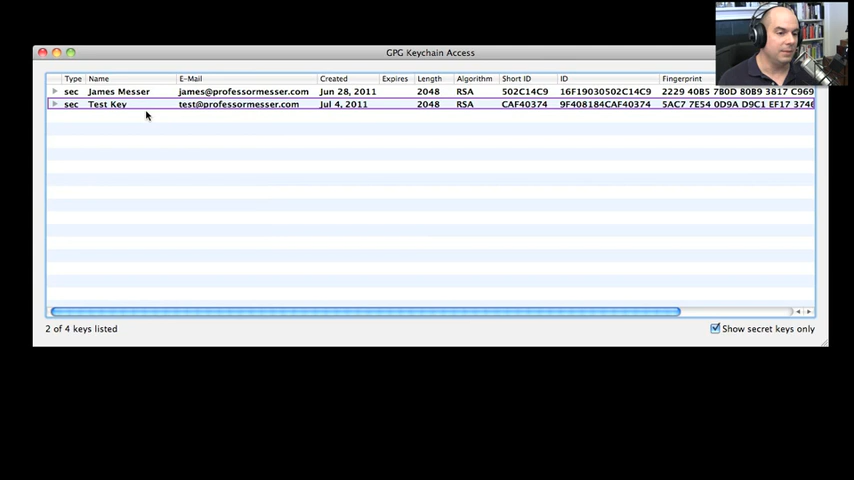 GPG Keychain Access
Type Name E-Mail Created Expires Length Algorithm Short ID ID Fingerprint
sec James Messer james@professormesser.com Jun 28, 2011 2048 RSA 502C14C9 16F19030502C14C9 2229 40B5 7B0D 80B9 3817 C969
sec Test Key test@professormesser.com Jul 4, 2011 2048 RSA CAF40374 9F408184CAF40374 5AC7 7E54 0D9A D9C1 EF17 3746
2 of 4 keys listed
Show secret keys only